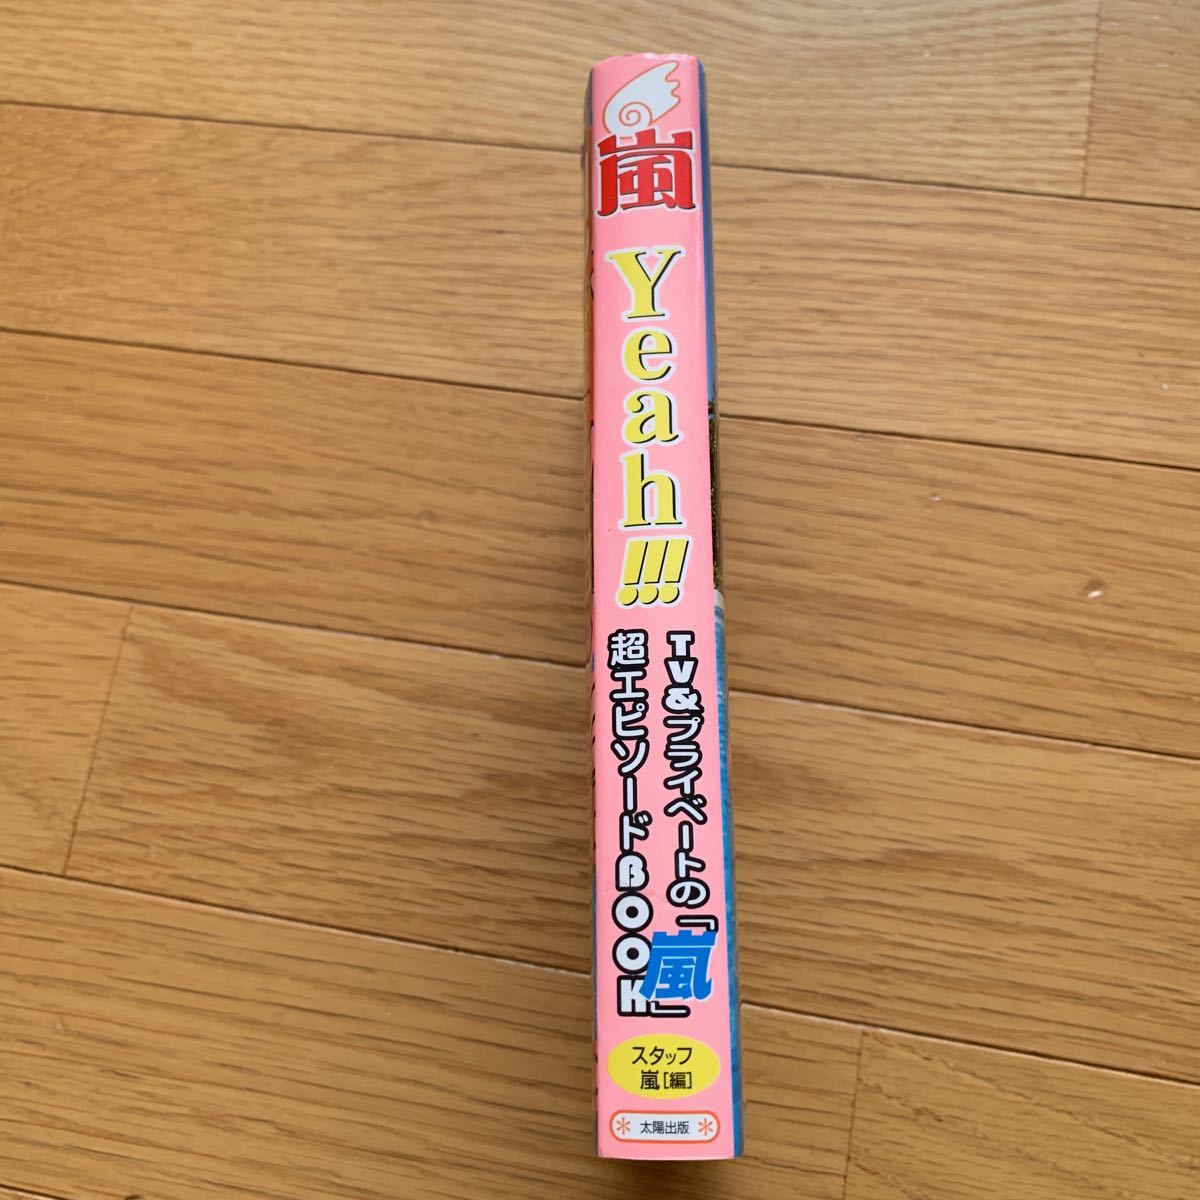 嵐
Yeah!!!
TV&プライベートの「嵐」
超エピソードBOOK
スタッフ
嵐[編]
太陽出版